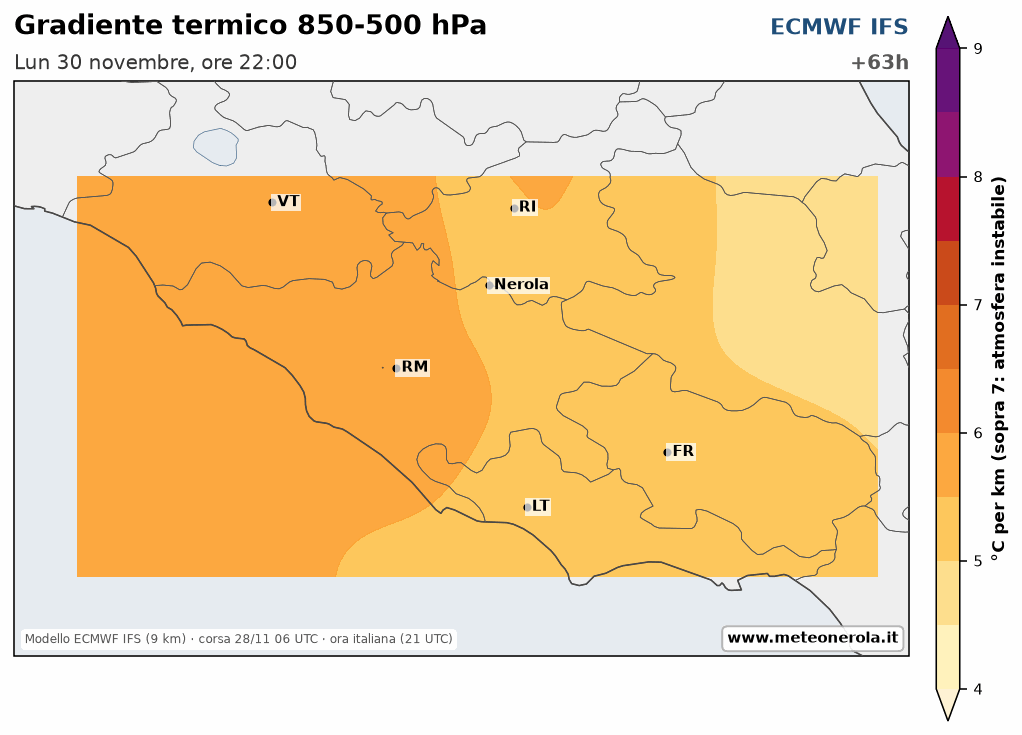 Gradiente termico 850-500 hPa
ECMWF IFS
Lun 30 novembre, ore 22:00
+63h
VT
RI
Nerola
RM
FR
LT
Modello ECMWF IFS (9 km) · corsa 28/11 06 UTC · ora italiana (21 UTC)
www.meteonerola.it
9
8
7
6
5
4
°C per km (sopra 7: atmosfera instabile)